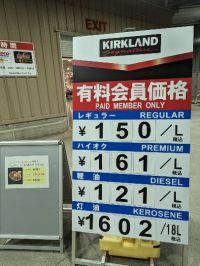 EXIT
KIRKLAND
Signature
有料会員価格
PAID MEMBER ONLY
レギュラー REGULAR
¥150/L
税込
ハイオク PREMIUM
¥161/L
税込
軽油 DIESEL
¥121/L
税込
灯油 KEROSENE
¥1602/18L
税込